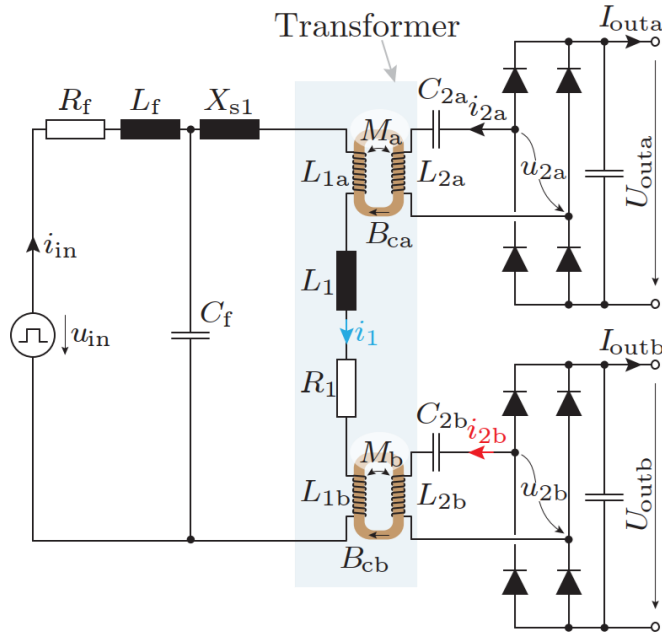 Transformer
R_f
L_f
X_s1
C_2a
i_2a
I_outa
M_a
L_1a
L_2a
u_2a
U_outa
B_ca
i_in
L_1
u_in
C_f
i_1
R_1
I_outb
C_2b
i_2b
M_b
L_1b
L_2b
u_2b
U_outb
B_cb